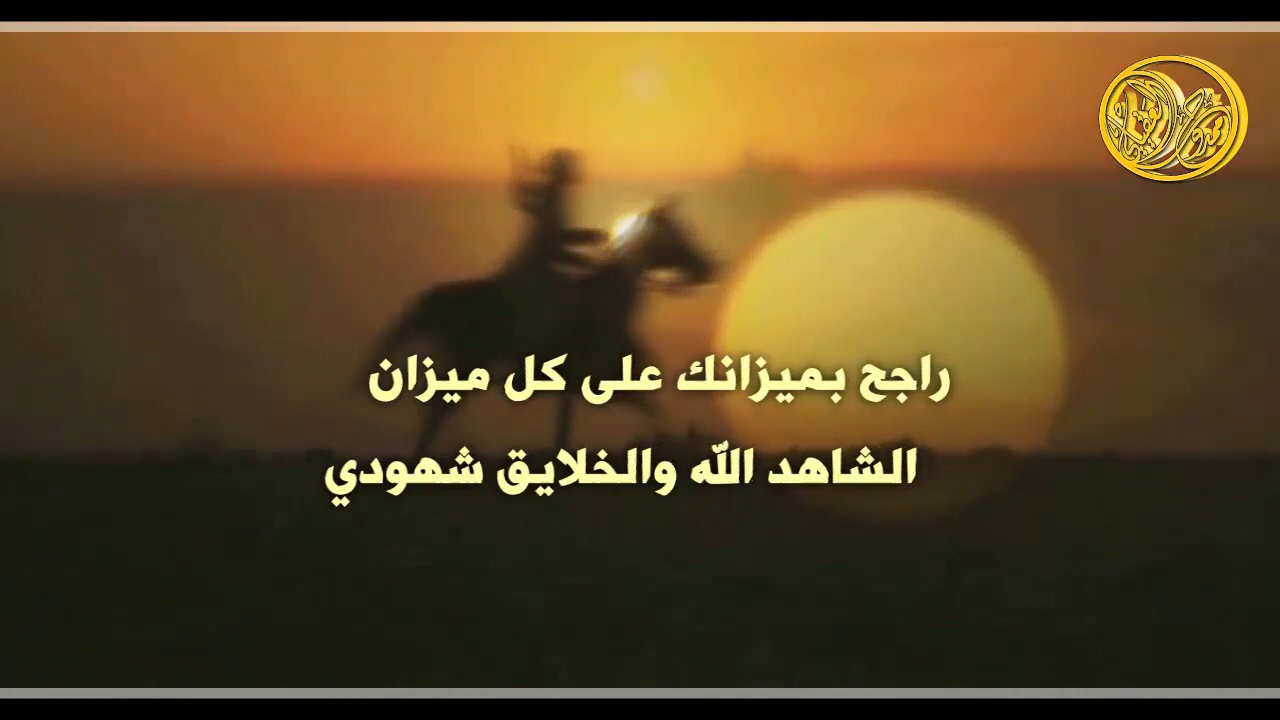 راجح بميزانك على كل ميزان
الشاهد الله والخلايق شهودي